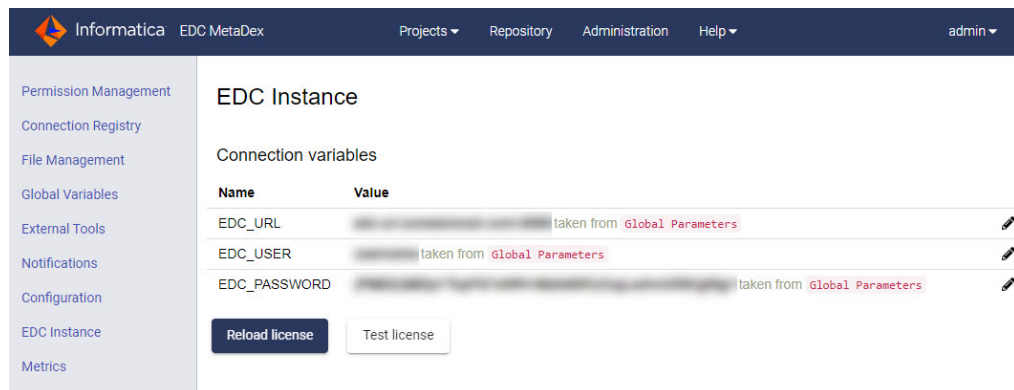 Informatica EDC MetaDex Projects Repository Administration Help admin
Permission Management
Connection Registry
File Management
Global Variables
External Tools
Notifications
Configuration
EDC Instance
Metrics
EDC Instance
Connection variables
Name Value
EDC_URL taken from Global Parameters
EDC_USER taken from Global Parameters
EDC_PASSWORD taken from Global Parameters
Reload license Test license